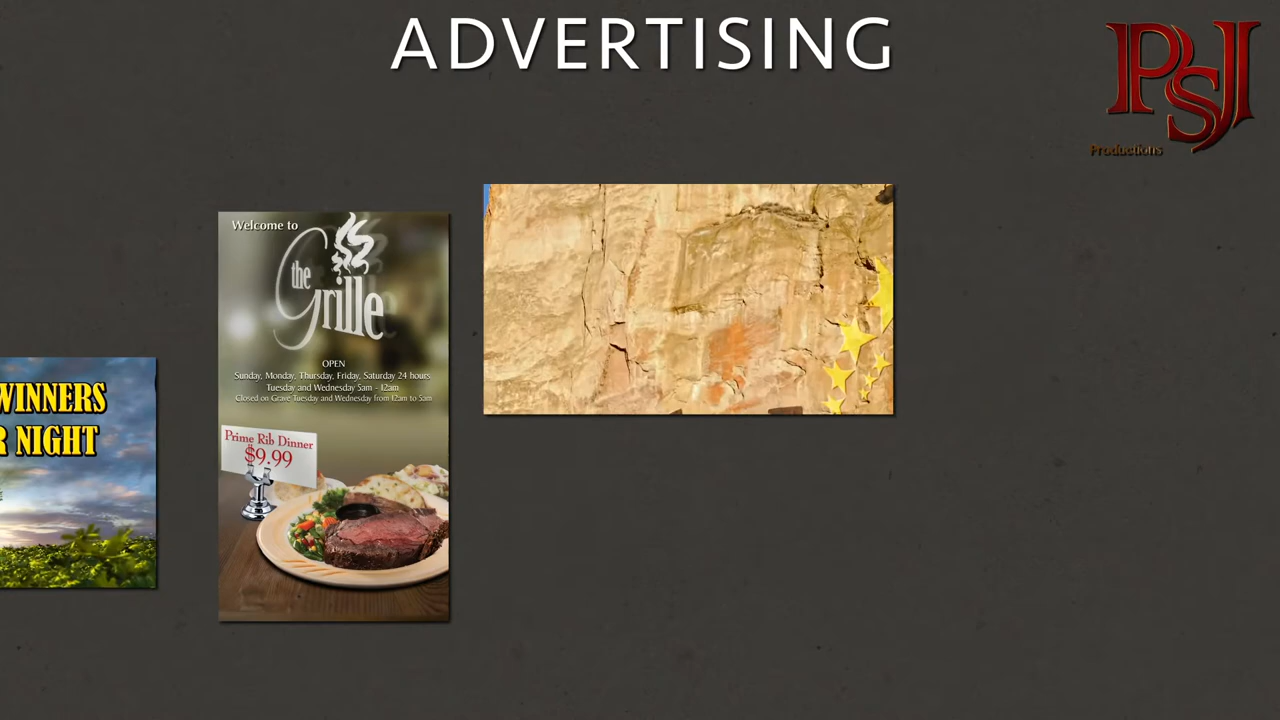 ADVERTISING
PSJ
Productions
Welcome to
the
Grille
OPEN
Sunday, Monday, Thursday, Friday, Saturday 24 hours
Tuesday and Wednesday 5am - 12am
Closed on Grave Tuesday and Wednesday from 12am to 5am
Prime Rib Dinner
$9.99
WINNERS
R NIGHT